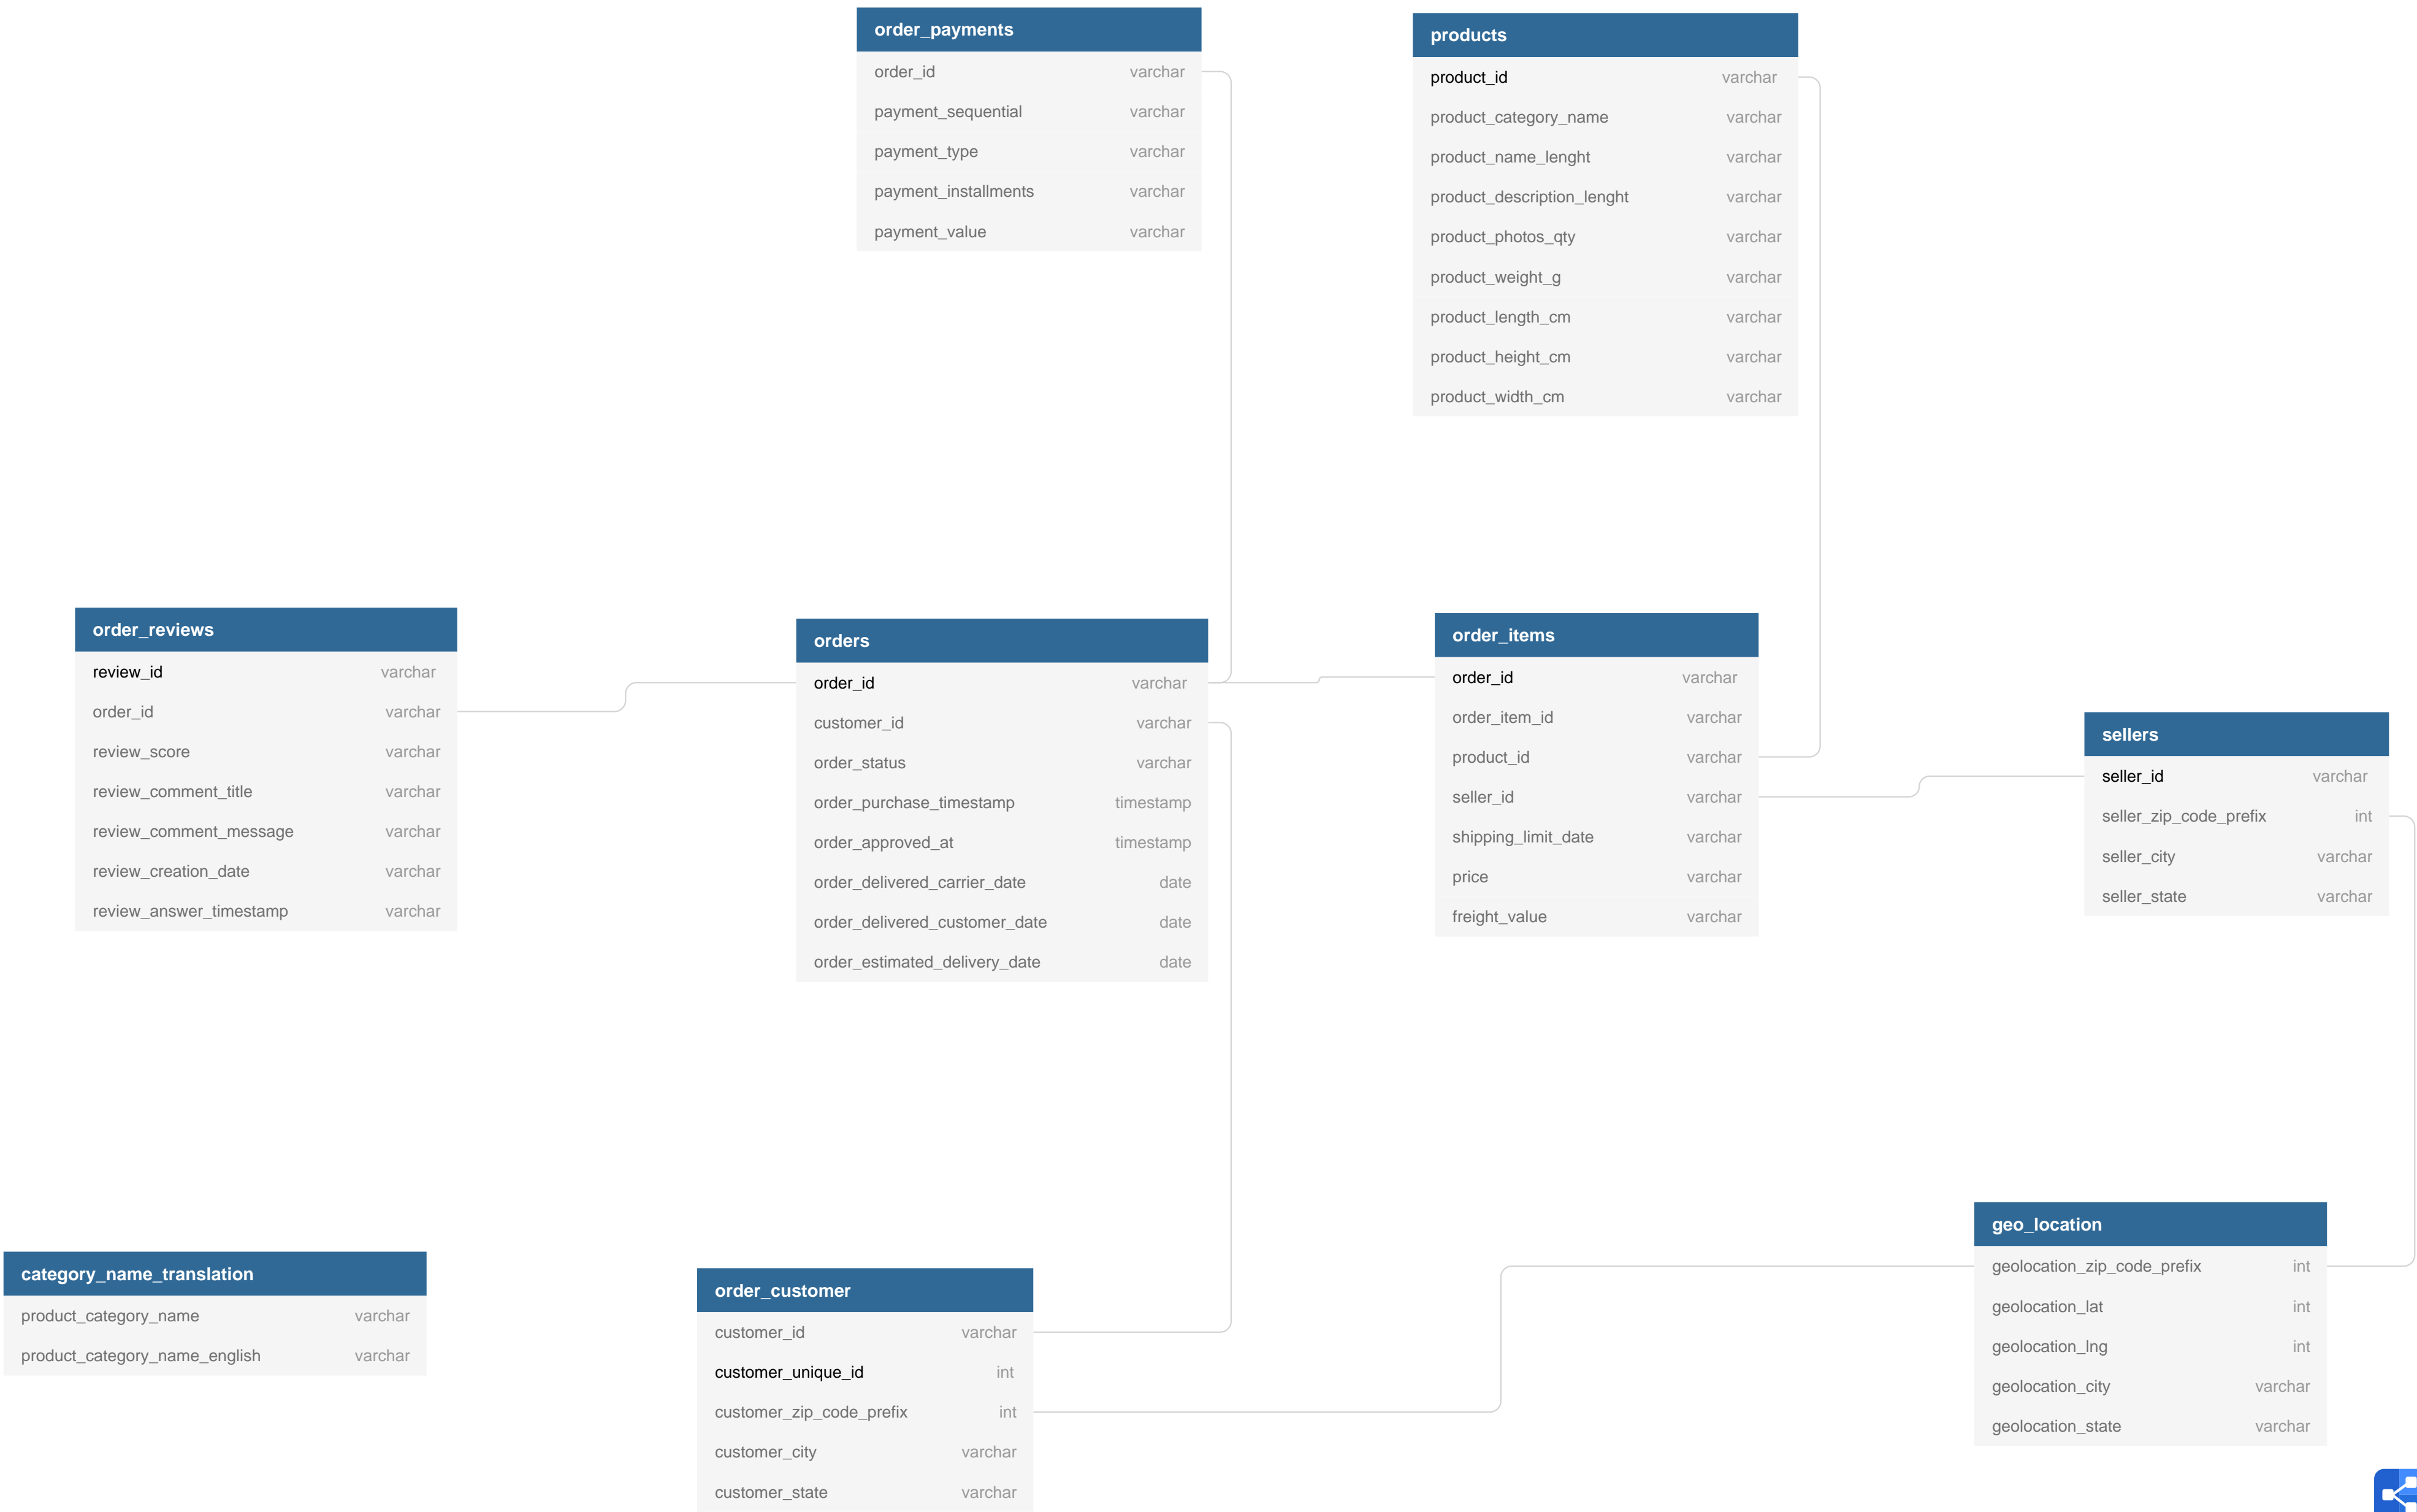 order_payments
order_id varchar
payment_sequential varchar
payment_type varchar
payment_installments varchar
payment_value varchar
products
product_id varchar
product_category_name varchar
product_name_lenght varchar
product_description_lenght varchar
product_photos_qty varchar
product_weight_g varchar
product_length_cm varchar
product_height_cm varchar
product_width_cm varchar
order_reviews
review_id varchar
order_id varchar
review_score varchar
review_comment_title varchar
review_comment_message varchar
review_creation_date varchar
review_answer_timestamp varchar
orders
order_id varchar
customer_id varchar
order_status varchar
order_purchase_timestamp timestamp
order_approved_at timestamp
order_delivered_carrier_date date
order_delivered_customer_date date
order_estimated_delivery_date date
order_items
order_id varchar
order_item_id varchar
product_id varchar
seller_id varchar
shipping_limit_date varchar
price varchar
freight_value varchar
sellers
seller_id varchar
seller_zip_code_prefix int
seller_city varchar
seller_state varchar
category_name_translation
product_category_name varchar
product_category_name_english varchar
order_customer
customer_id varchar
customer_unique_id int
customer_zip_code_prefix int
customer_city varchar
customer_state varchar
geo_location
geolocation_zip_code_prefix int
geolocation_lat int
geolocation_lng int
geolocation_city varchar
geolocation_state varchar